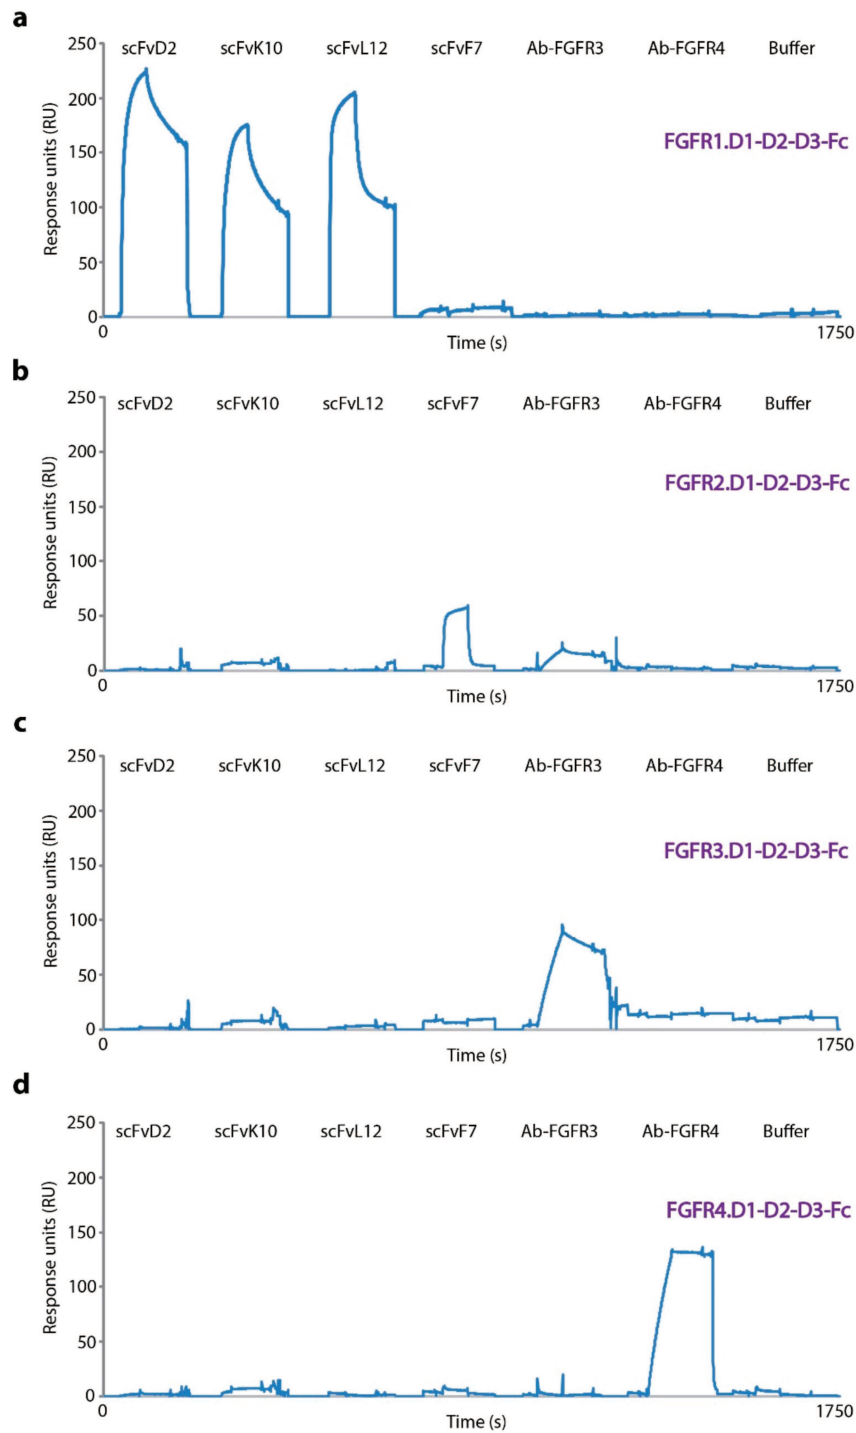 a
250
scFvD2 scFvK10 scFvL12 scFvF7 Ab-FGFR3 Ab-FGFR4 Buffer
200
FGFR1.D1-D2-D3-Fc
150
100
50
0
Response units (RU)
0 1750
Time (s)
b
250
scFvD2 scFvK10 scFvL12 scFvF7 Ab-FGFR3 Ab-FGFR4 Buffer
200
FGFR2.D1-D2-D3-Fc
150
100
50
0
Response units (RU)
0 1750
Time (s)
c
250
scFvD2 scFvK10 scFvL12 scFvF7 Ab-FGFR3 Ab-FGFR4 Buffer
200
FGFR3.D1-D2-D3-Fc
150
100
50
0
Response units (RU)
0 1750
Time (s)
d
250
scFvD2 scFvK10 scFvL12 scFvF7 Ab-FGFR3 Ab-FGFR4 Buffer
200
FGFR4.D1-D2-D3-Fc
150
100
50
0
Response units (RU)
0 1750
Time (s)